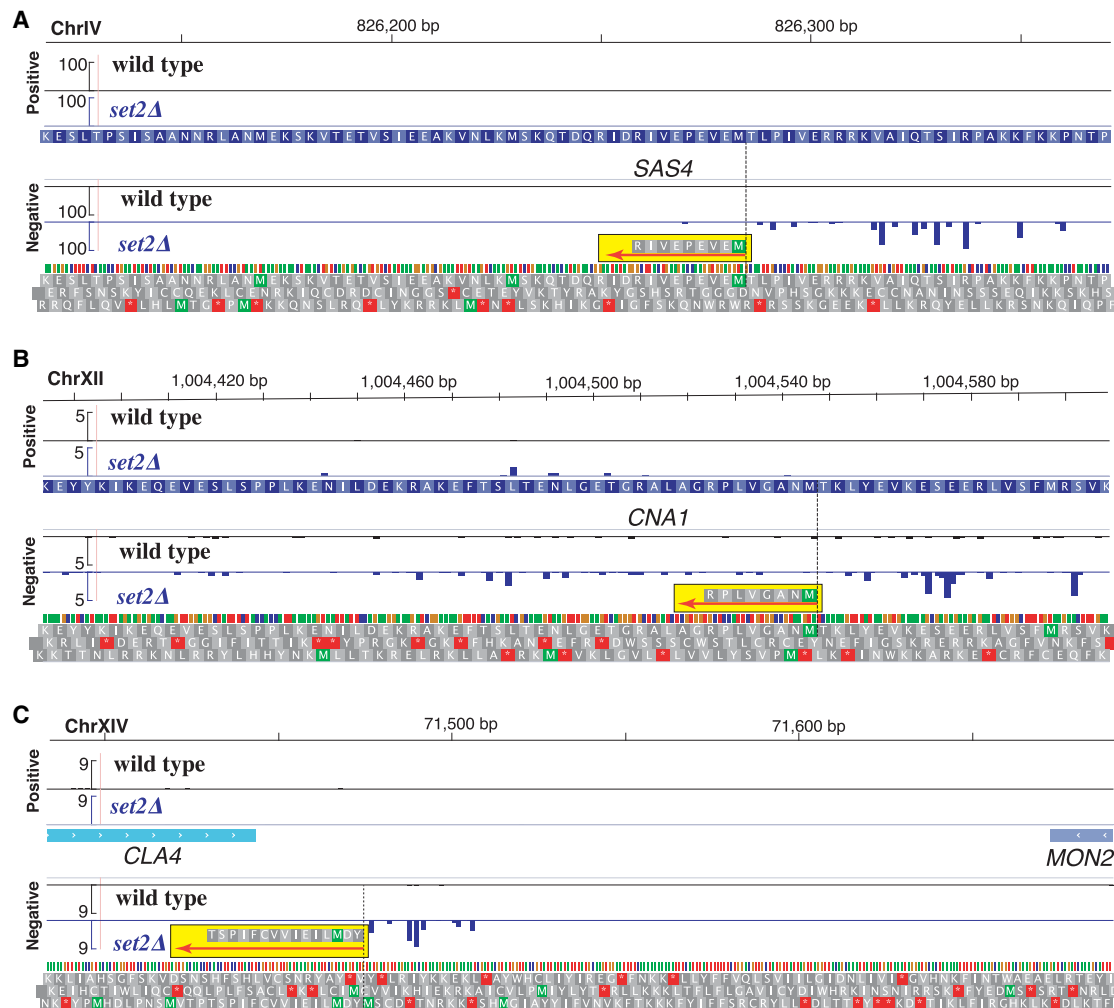 A
ChrIV 826,200 bp 826,300 bp
Positive
100 wild type
100 set2Δ
KESLTPSISAANNRLANMEKSKVTETVSIEEAKVNLKMSKQTDQRIDRIVEPEVEMTLPIVERRRKVAIQTSIRPAKKFKKPNTP
SAS4
Negative
100 wild type
100 set2Δ
RIVEPEVEM
KESLTPSISAANNRLANMEKSKVTETVSIEEAKVNLKMSKQTDQRIDRIVEPEVEMTLPIVERRRKVAIQTSIRPAKKFKKPNTP
B
ChrXII 1,004,420 bp 1,004,460 bp 1,004,500 bp 1,004,540 bp 1,004,580 bp
Positive
5 wild type
5 set2Δ
KEYYKIKEQEVESLSPPLKENILDEKRAKEFTSLTENLGETGRALAGRPLVGANMTKLYEVKESEERLVSFMRSVK
CNA1
Negative
5 wild type
5 set2Δ
RPLVGANM
KEYYKIKEQEVESLSPPLKENILDEKRAKEFTSLTENLGETGRALAGRPLVGANMTKLYEVKESEERLVSFMRSVK
C
ChrXIV 71,500 bp 71,600 bp
Positive
9 wild type
9 set2Δ
CLA4 MON2
Negative
9 wild type
9 set2Δ
TSPIFCVVIEILMDY